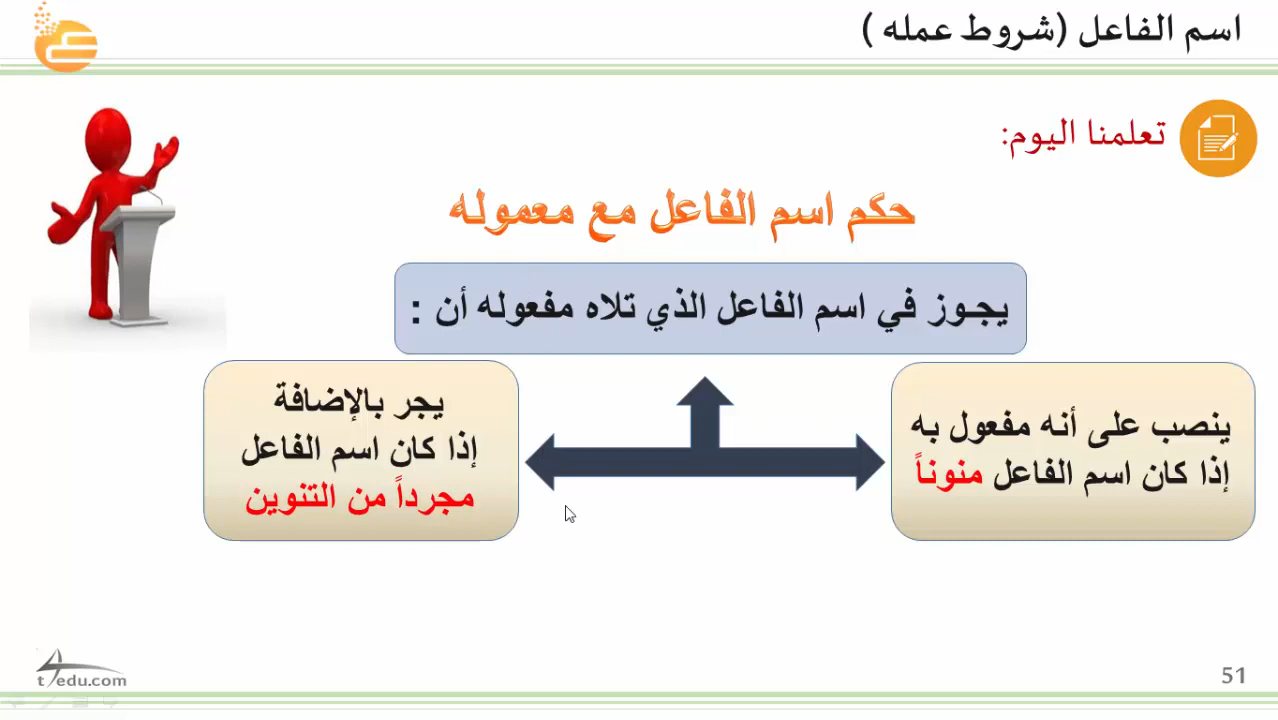 اسم الفاعل (شروط عمله )
تعلمنا اليوم:
حكم اسم الفاعل مع معموله
يجـوز في اسم الفاعل الذي تلاه مفعوله أن :
ينصب على أنه مفعول به
إذا كان اسم الفاعل منوناً
يجر بالإضافة
إذا كان اسم الفاعل
مجرداً من التنوين
t4edu.com
51